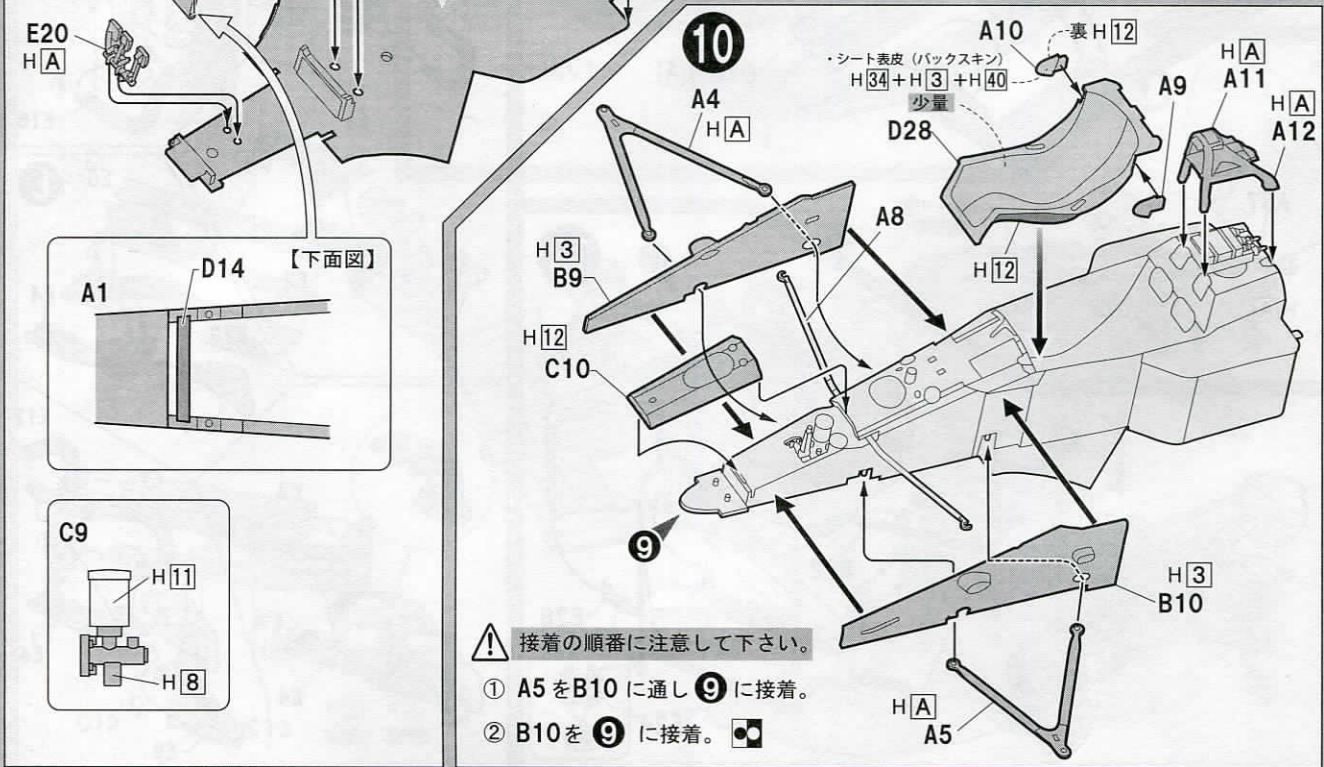 E20
H A
【下面図】
D14
A1
C9
H 11
H 8
10
A4
H A
A10
裏 H 12
・シート表皮(バックスキン)
H 34 + H 3 + H 40
少量
D28
H 12
A9
H A
A11
H A
A12
A8
H 3
B9
H 12
C10
9
H 3
B10
H A
A5
接着の順番に注意して下さい。
① A5をB10に通し 9 に接着。
② B10を 9 に接着。